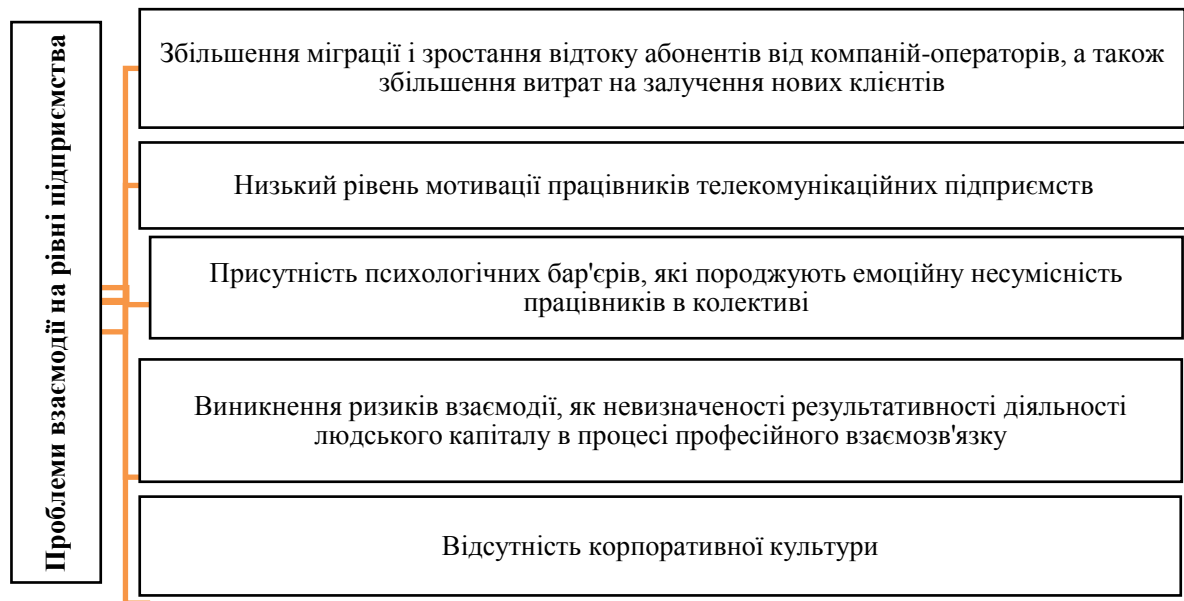 Проблеми взаємодії на рівні підприємства
Збільшення міграції і зростання відтоку абонентів від компаній-операторів, а також
збільшення витрат на залучення нових клієнтів
Низький рівень мотивації працівників телекомунікаційних підприємств
Присутність психологічних бар'єрів, які породжують емоційну несумісність
працівників в колективі
Виникнення ризиків взаємодії, як невизначеності результативності діяльності
людського капіталу в процесі професійного взаємозв'язку
Відсутність корпоративної культури